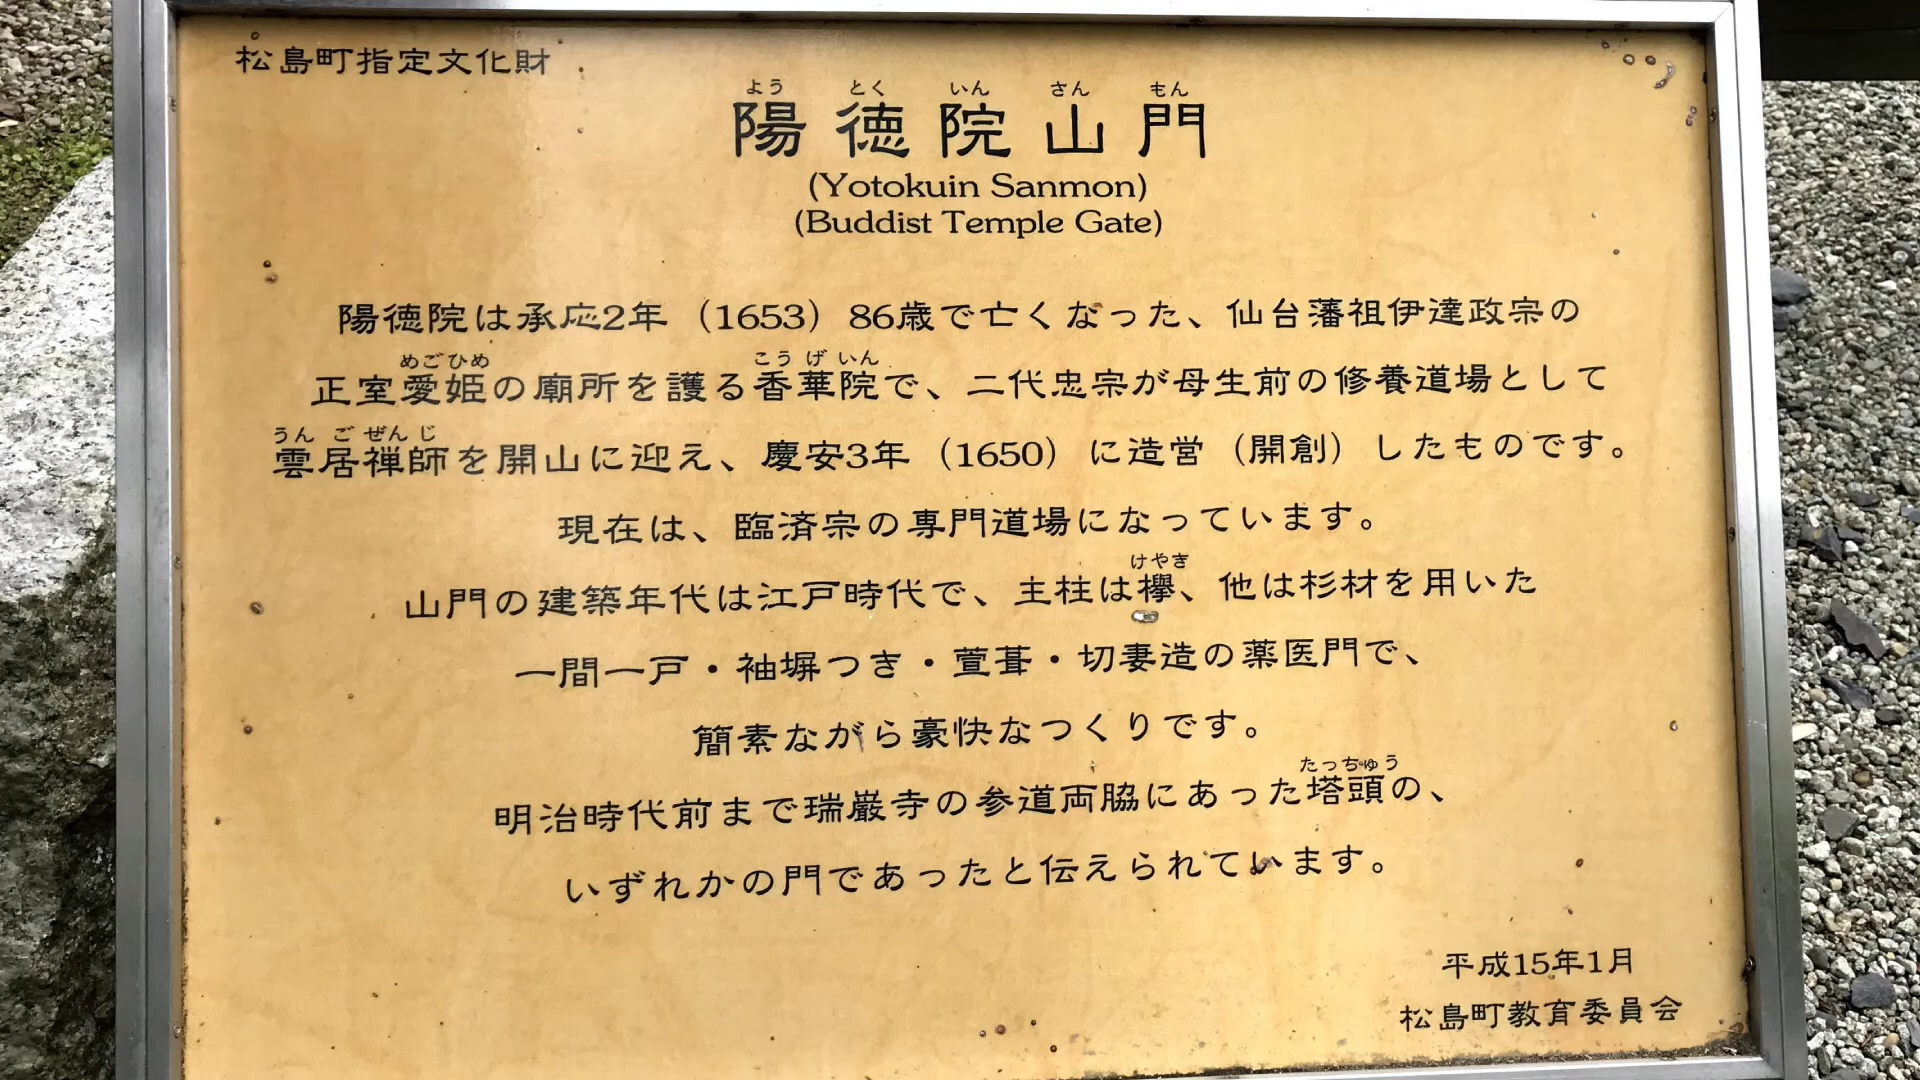 松島町指定文化財
よう とく いん さん もん
陽徳院山門
(Yotokuin Sanmon)
(Buddist Temple Gate)
陽徳院は承応2年（1653）86歳で亡くなった、仙台藩祖伊達政宗の
めごひめ こうげいん
正室愛姫の廟所を護る香華院で、二代忠宗が母生前の修養道場として
うんごぜんじ
雲居禅師を開山に迎え、慶安3年（1650）に造営（開創）したものです。
現在は、臨済宗の専門道場になっています。
けやき
山門の建築年代は江戸時代で、主柱は欅、他は杉材を用いた
一間一戸・袖塀つき・萱葺・切妻造の薬医門で、
簡素ながら豪快なつくりです。
たっちゅう
明治時代前まで瑞巌寺の参道両脇にあった塔頭の、
いずれかの門であったと伝えられています。
平成15年1月
松島町教育委員会